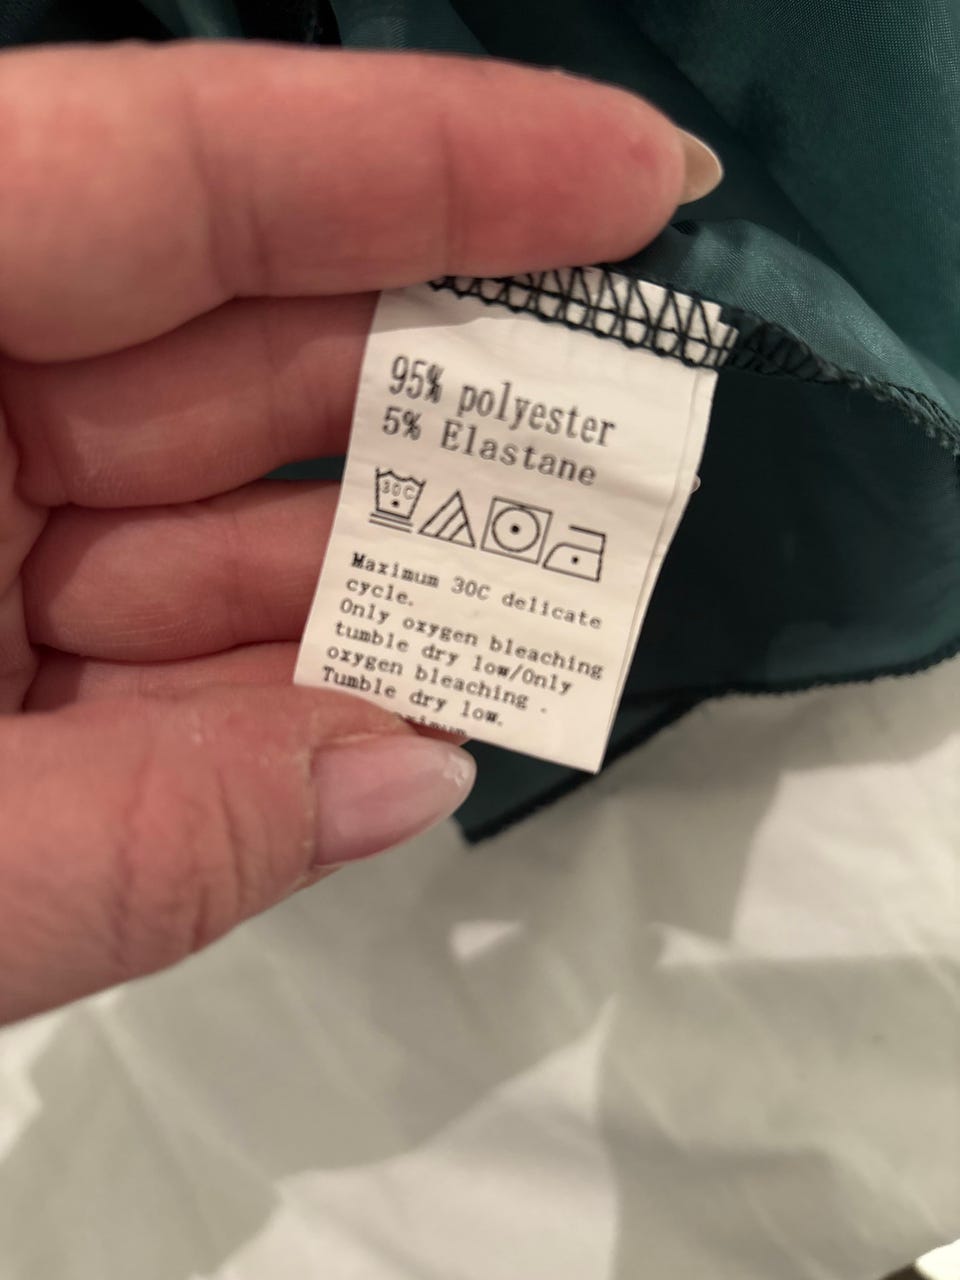 95% polyester
5% Elastane
30C
Maximum 30C delicate
cycle.
Only oxygen bleaching
tumble dry low/Only
oxygen bleaching .
Tumble dry low.